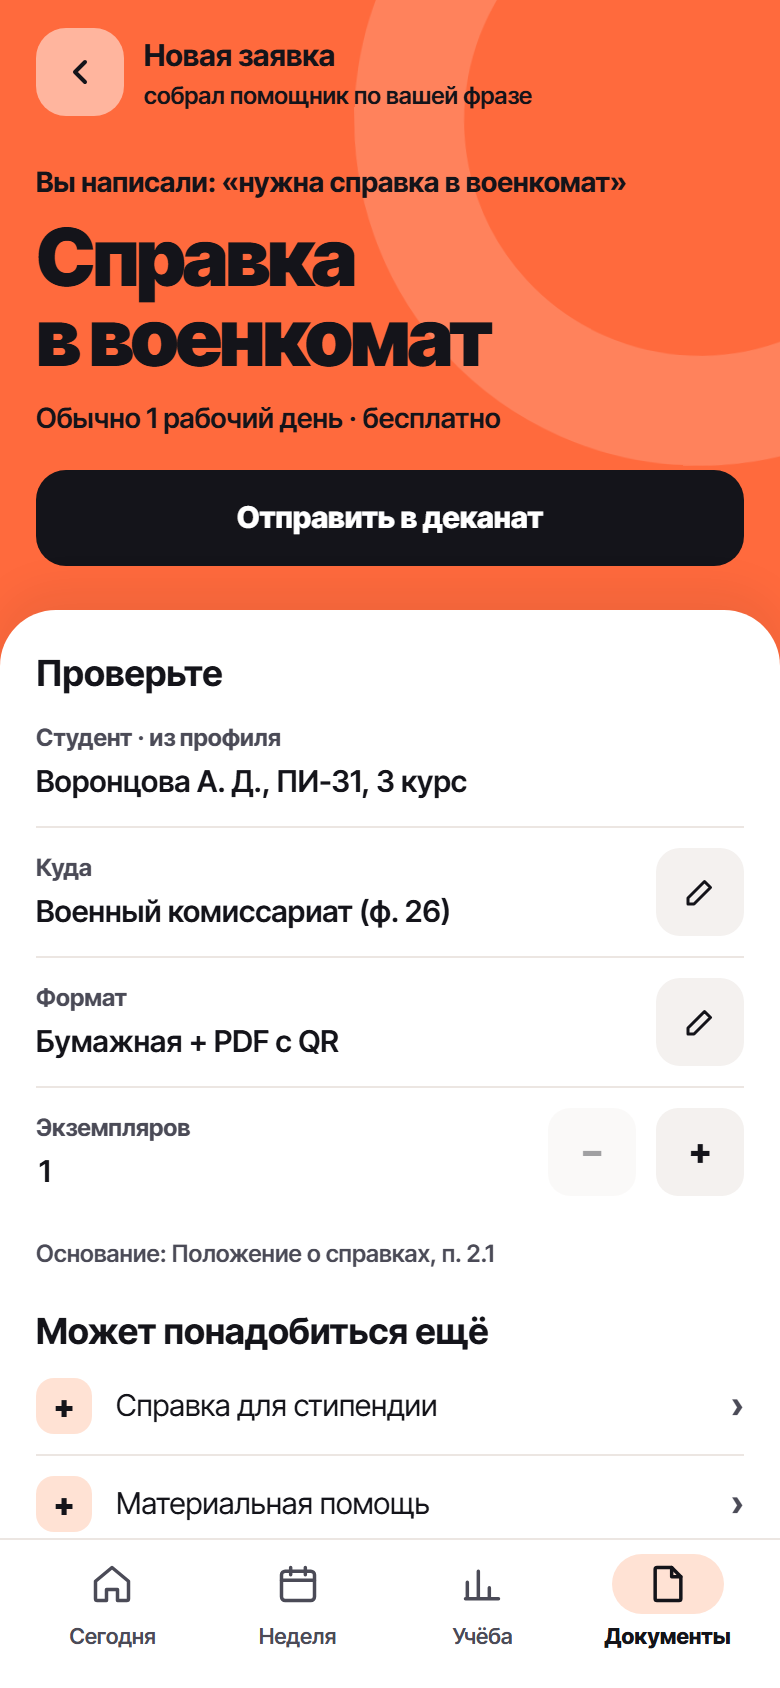 Новая заявка
собрал помощник по вашей фразе
Вы написали: «нужна справка в военкомат»
Справка
в военкомат
Обычно 1 рабочий день · бесплатно
Отправить в деканат
Проверьте
Студент · из профиля
Воронцова А. Д., ПИ-31, 3 курс
Куда
Военный комиссариат (ф. 26)
Формат
Бумажная + PDF с QR
Экземпляров
1
− +
Основание: Положение о справках, п. 2.1
Может понадобиться ещё
+ Справка для стипендии ›
+ Материальная помощь ›
Сегодня Неделя Учёба Документы